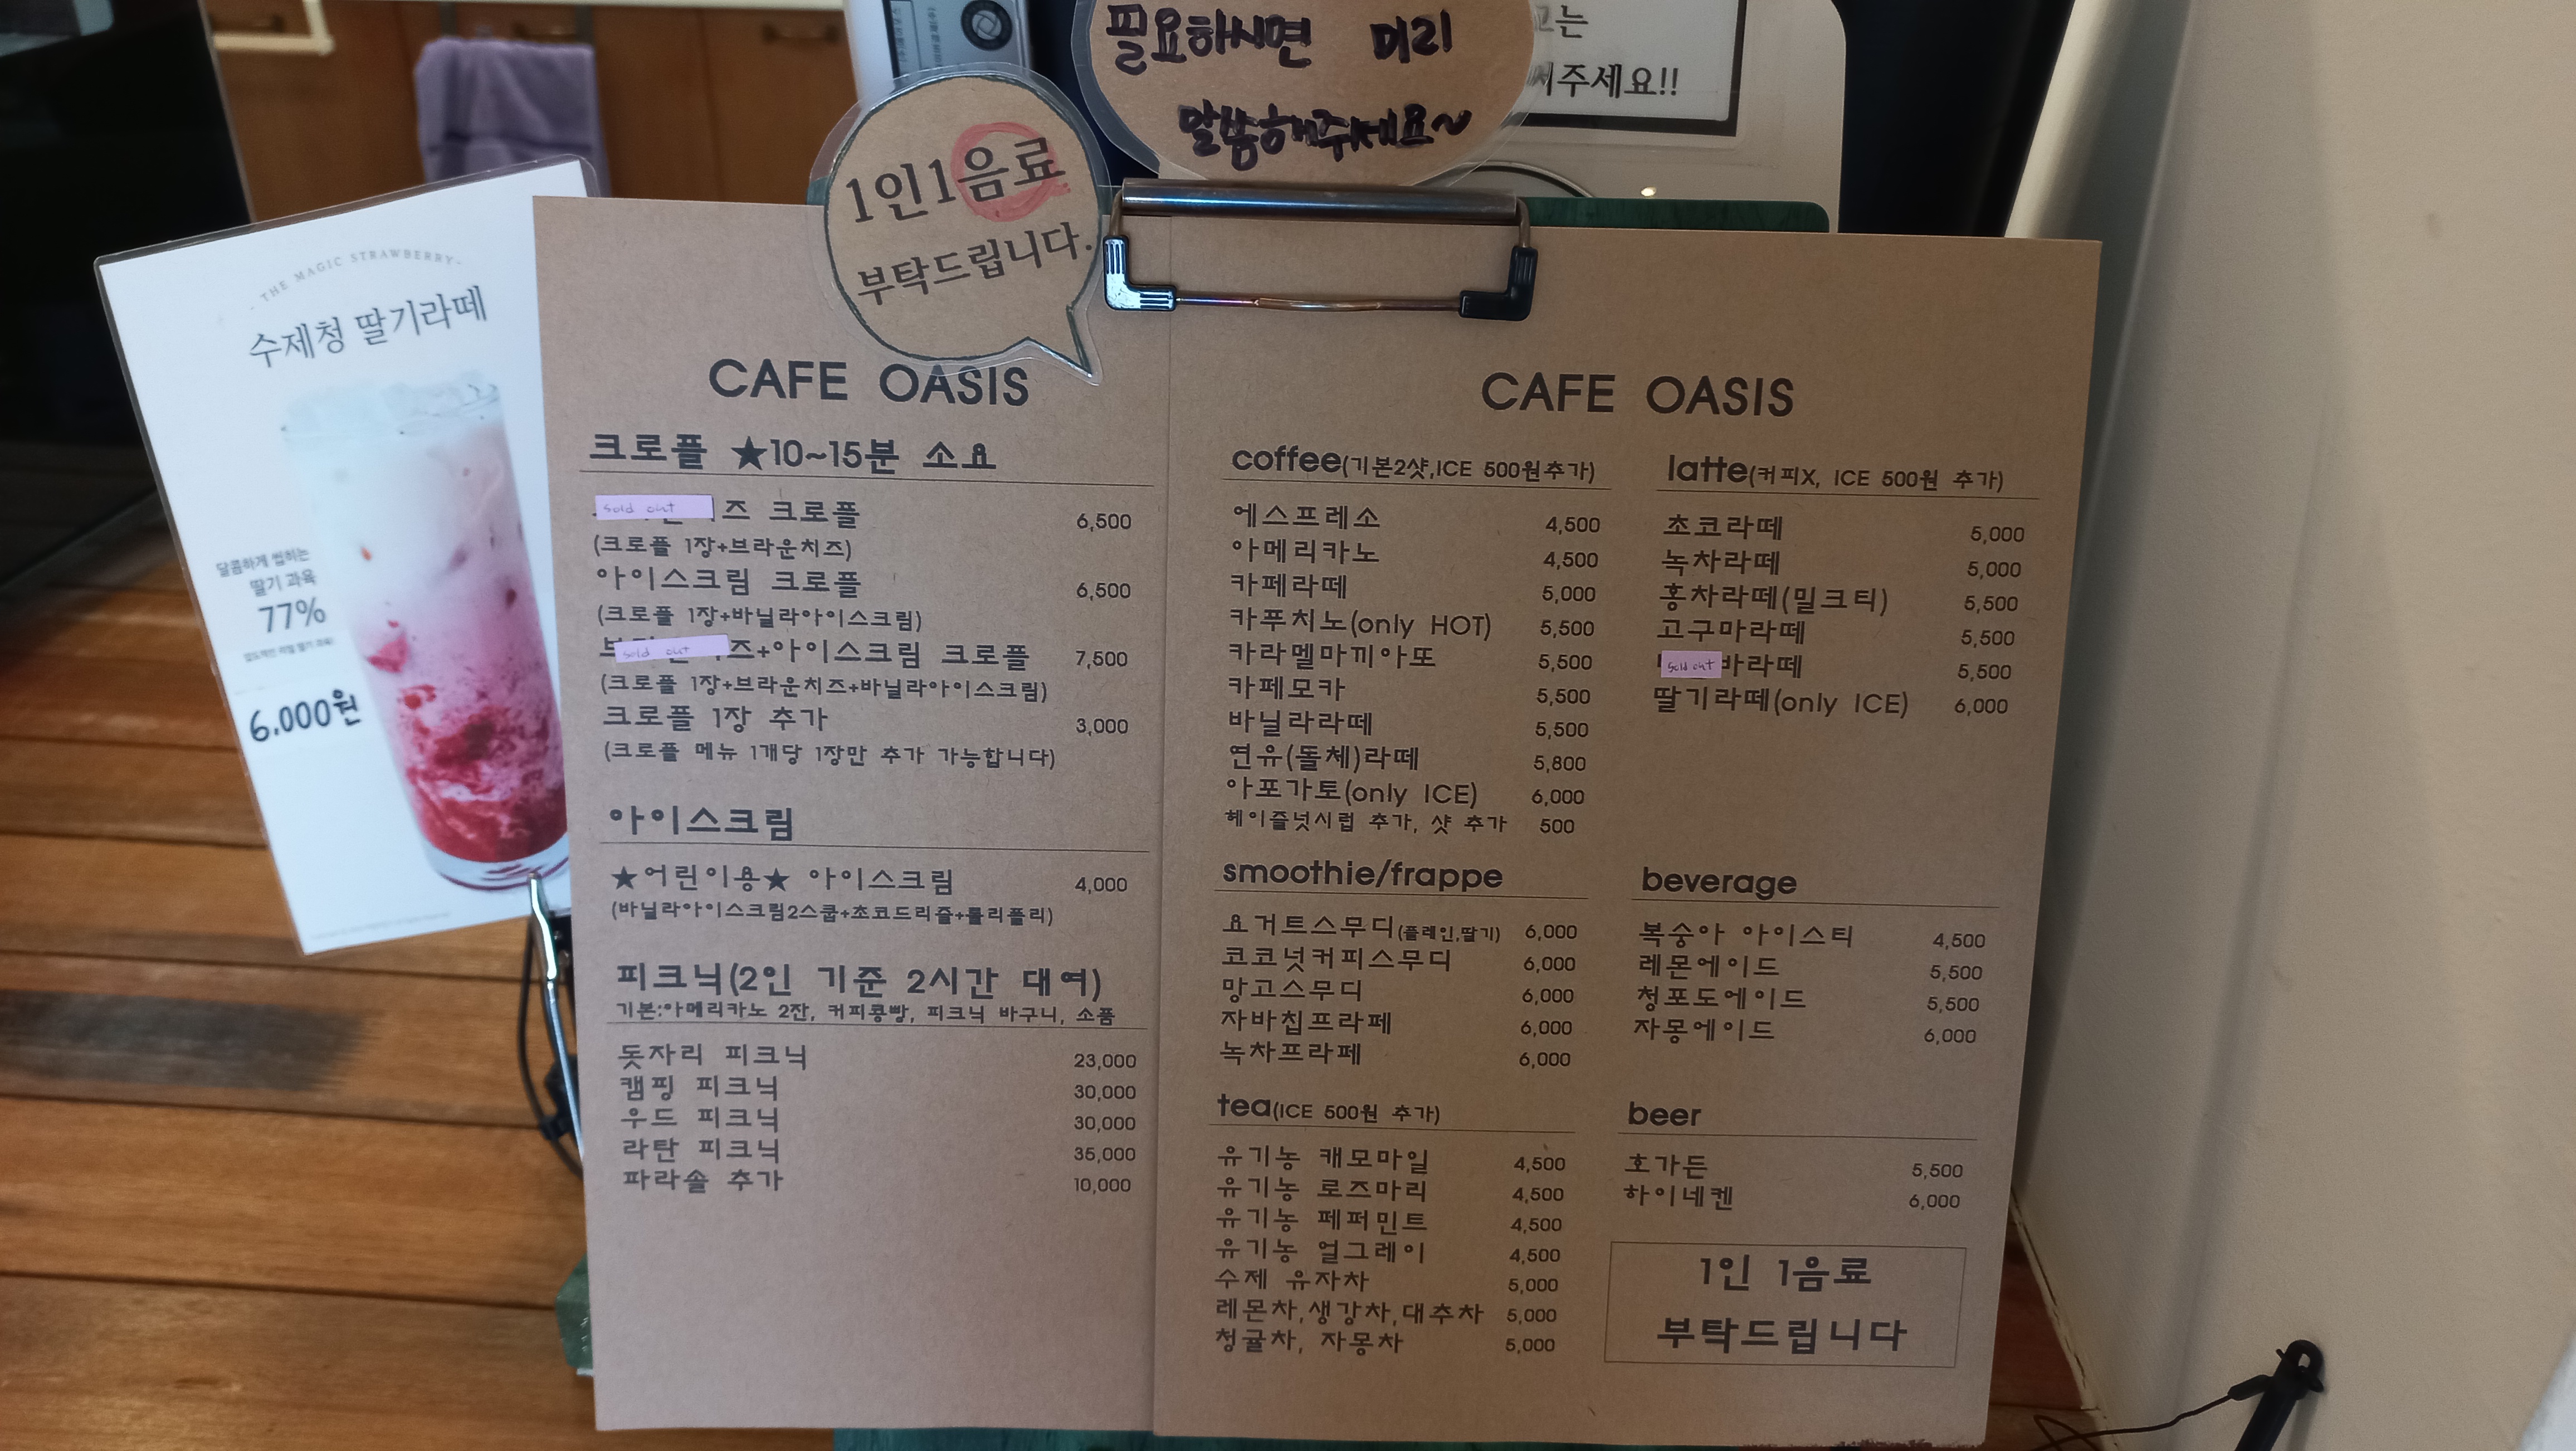 필요하시면 미리
말씀해주세요~
고는
주세요!!
1인1음료
부탁드립니다.
· THE MAGIC STRAWBERRY ·
수제청 딸기라떼
달콤하게 씹히는
딸기 과육
77%
6,000원
CAFE OASIS
크로플 ★10~15분 소요
sold out 즈 크로플 6,500
(크로플 1장+브라운치즈)
아이스크림 크로플 6,500
(크로플 1장+바닐라아이스크림)
sold out 즈+아이스크림 크로플 7,500
(크로플 1장+브라운치즈+바닐라아이스크림)
크로플 1장 추가 3,000
(크로플 메뉴 1개당 1장만 추가 가능합니다)
아이스크림
★어린이용★ 아이스크림 4,000
(바닐라아이스크림2스쿱+초코드리즐+롤리폴리)
피크닉(2인 기준 2시간 대여)
기본:아메리카노 2잔, 커피콩빵, 피크닉 바구니, 소품
돗자리 피크닉 23,000
캠핑 피크닉 30,000
우드 피크닉 30,000
라탄 피크닉 35,000
파라솔 추가 10,000
CAFE OASIS
coffee(기본2샷,ICE 500원추가)
에스프레소 4,500
아메리카노 4,500
카페라떼 5,000
카푸치노(only HOT) 5,500
카라멜마끼아또 5,500
카페모카 5,500
바닐라라떼 5,500
연유(돌체)라떼 5,800
아포가토(only ICE) 6,000
헤이즐넛시럽 추가, 샷 추가 500
latte(커피X, ICE 500원 추가)
초코라떼 5,000
녹차라떼 5,000
홍차라떼(밀크티) 5,500
고구마라떼 5,500
sold out 바라떼 5,500
딸기라떼(only ICE) 6,000
smoothie/frappe
요거트스무디(플레인,딸기) 6,000
코코넛커피스무디 6,000
망고스무디 6,000
자바칩프라페 6,000
녹차프라페 6,000
beverage
복숭아 아이스티 4,500
레몬에이드 5,500
청포도에이드 5,500
자몽에이드 6,000
tea(ICE 500원 추가)
유기농 캐모마일 4,500
유기농 로즈마리 4,500
유기농 페퍼민트 4,500
유기농 얼그레이 4,500
수제 유자차 5,000
레몬차,생강차,대추차 5,000
청귤차, 자몽차 5,000
beer
호가든 5,500
하이네켄 6,000
1인 1음료
부탁드립니다